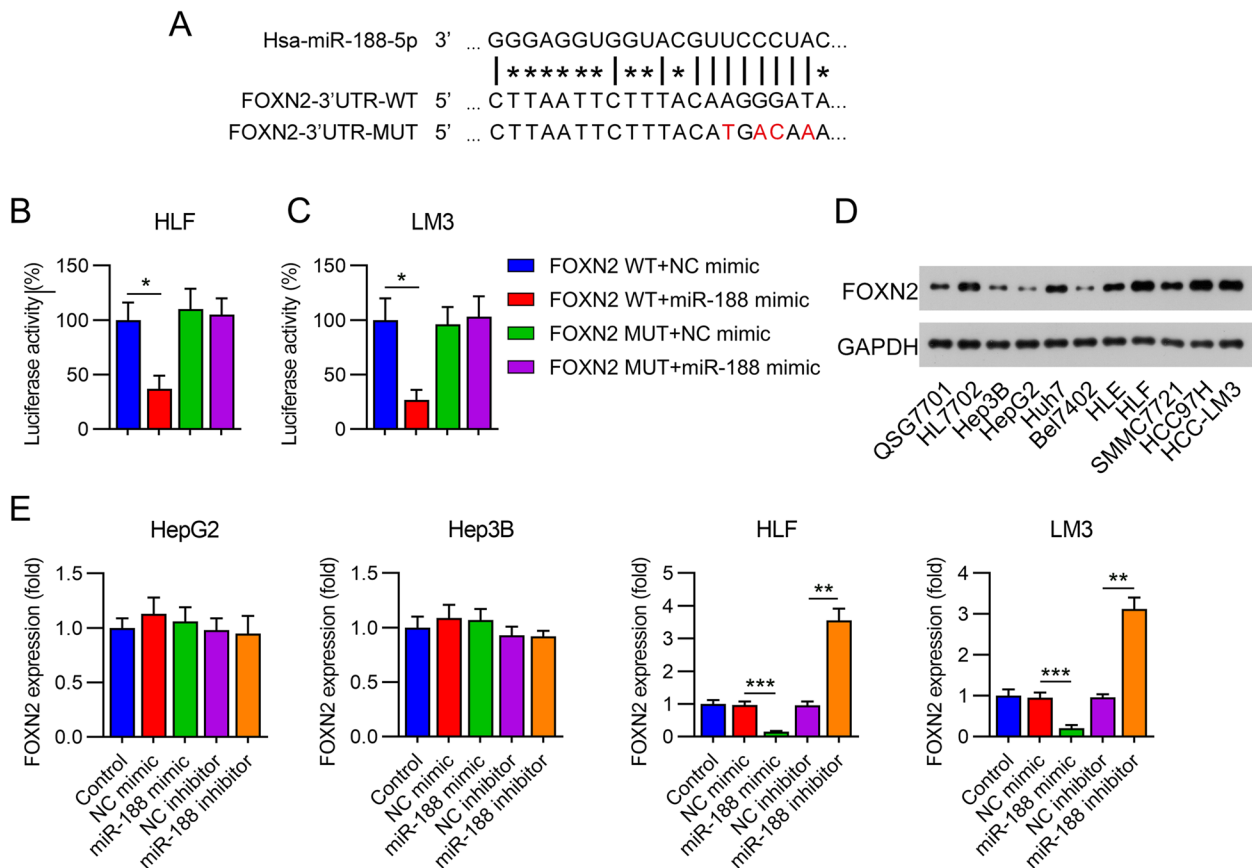 A
Hsa-miR-188-5p 3' ... GGGAGGUGGUACGUUCCCUAC...
|******|**|*||||||||*
FOXN2-3'UTR-WT 5' ... CTTAATTCTTTACAAGGGATA
FOXN2-3'UTR-MUT 5' ... CTTAATTCTTTACATGACAAA...
B
HLF
Luciferase activity (%)
150
100
50
0
*
C
LM3
Luciferase activity (%)
150
100
50
0
*
FOXN2 WT+NC mimic
FOXN2 WT+miR-188 mimic
FOXN2 MUT+NC mimic
FOXN2 MUT+miR-188 mimic
D
FOXN2
GAPDH
QSG7701
HL7702
Hep3B
HepG2
Huh7
Bel7402
HLE
HLF
SMMC7721
HCC97H
HCC-LM3
E
HepG2
FOXN2 expression (fold)
1.5
1.0
0.5
0.0
Control
NC mimic
miR-188 mimic
NC inhibitor
miR-188 inhibitor
Hep3B
FOXN2 expression (fold)
1.5
1.0
0.5
0.0
Control
NC mimic
miR-188 mimic
NC inhibitor
miR-188 inhibitor
HLF
FOXN2 expression (fold)
5
4
3
2
1
0
***
**
Control
NC mimic
miR-188 mimic
NC inhibitor
miR-188 inhibitor
LM3
FOXN2 expression (fold)
4
3
2
1
0
***
**
Control
NC mimic
miR-188 mimic
NC inhibitor
miR-188 inhibitor